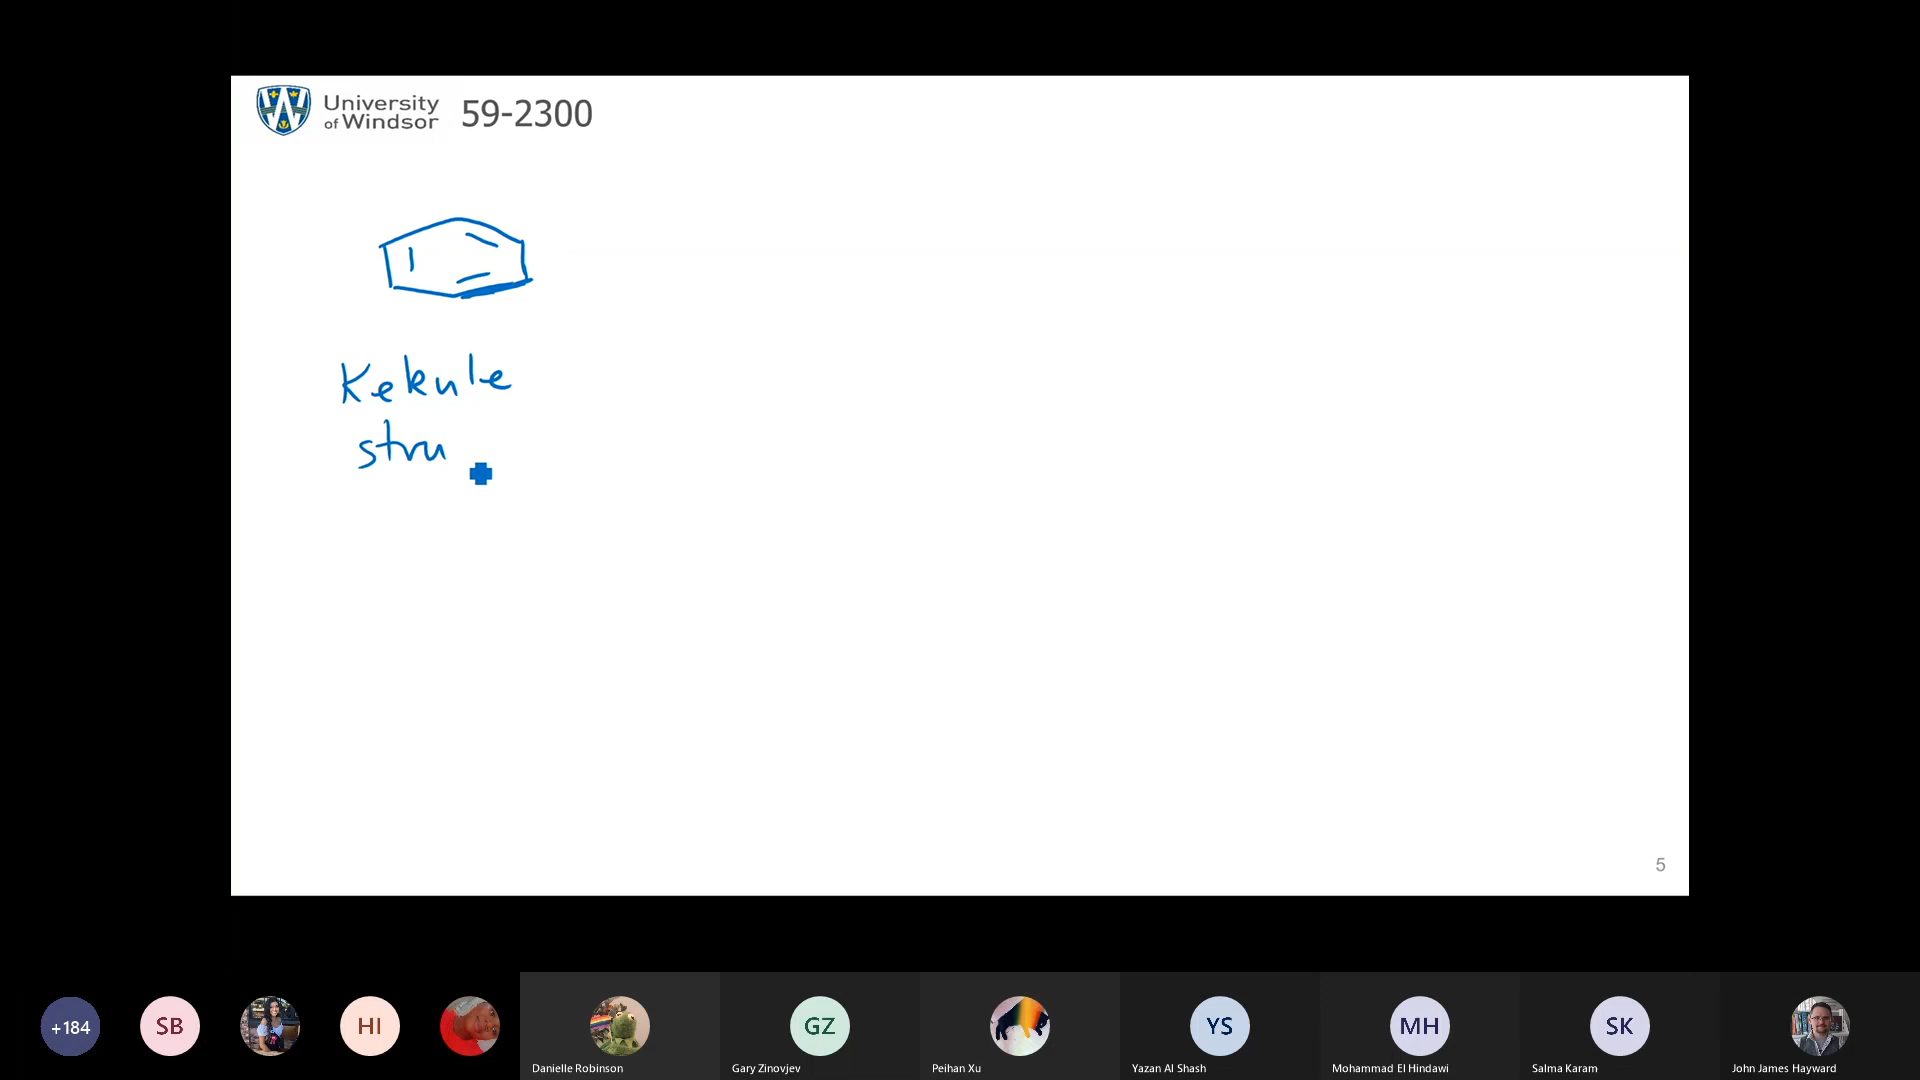 University
of Windsor
59-2300
Kekule
stru
5
+184
SB
HI
GZ
YS
MH
SK
Danielle Robinson
Gary Zinovjev
Peihan Xu
Yazan Al Shash
Mohammad El Hindawi
Salma Karam
John James Hayward